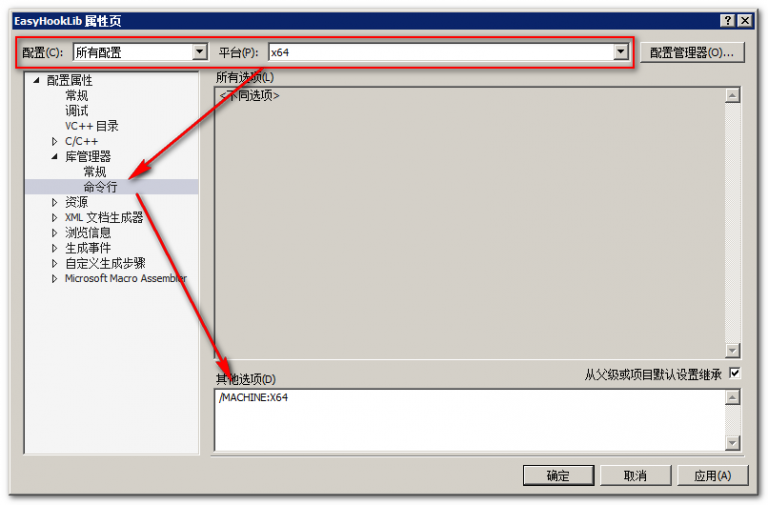 EasyHookLib 属性页
配置(C): 所有配置 平台(P): x64 配置管理器(O)...
配置属性
常规
调试
VC++ 目录
C/C++
库管理器
常规
命令行
资源
XML 文档生成器
浏览信息
生成事件
自定义生成步骤
Microsoft Macro Assembler
所有选项(L)
<不同选项>
其他选项(D)
从父级或项目默认设置继承
/MACHINE:X64
确定 取消 应用(A)